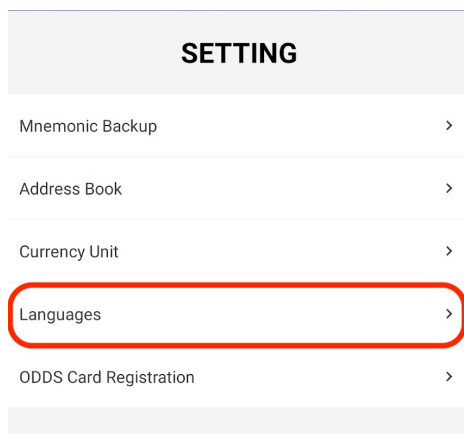 SETTING
Mnemonic Backup
Address Book
Currency Unit
Languages
ODDS Card Registration